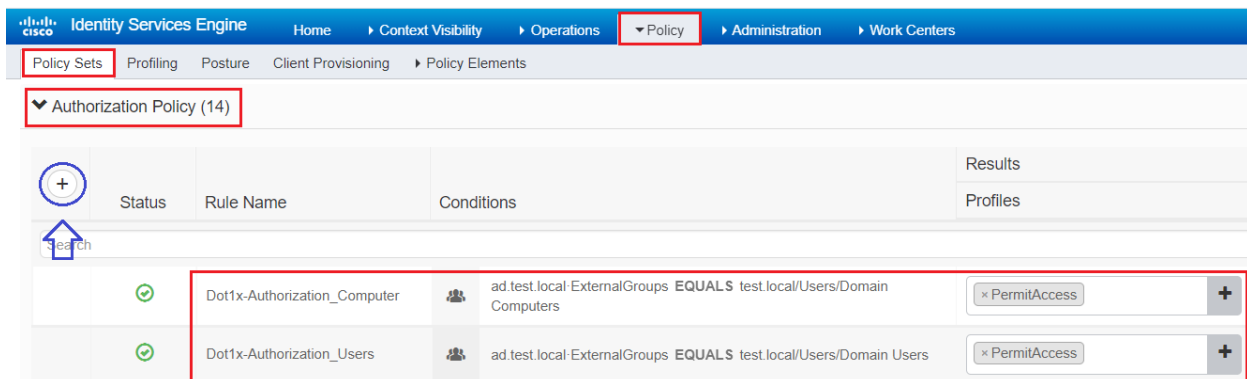 cisco Identity Services Engine Home Context Visibility Operations Policy Administration Work Centers
Policy Sets Profiling Posture Client Provisioning Policy Elements
Authorization Policy (14)
+ Status Rule Name Conditions
Results
Profiles
Search
Dot1x-Authorization_Computer
ad.test.local·ExternalGroups EQUALS test.local/Users/Domain
Computers
× PermitAccess +
Dot1x-Authorization_Users
ad.test.local·ExternalGroups EQUALS test.local/Users/Domain Users
× PermitAccess +